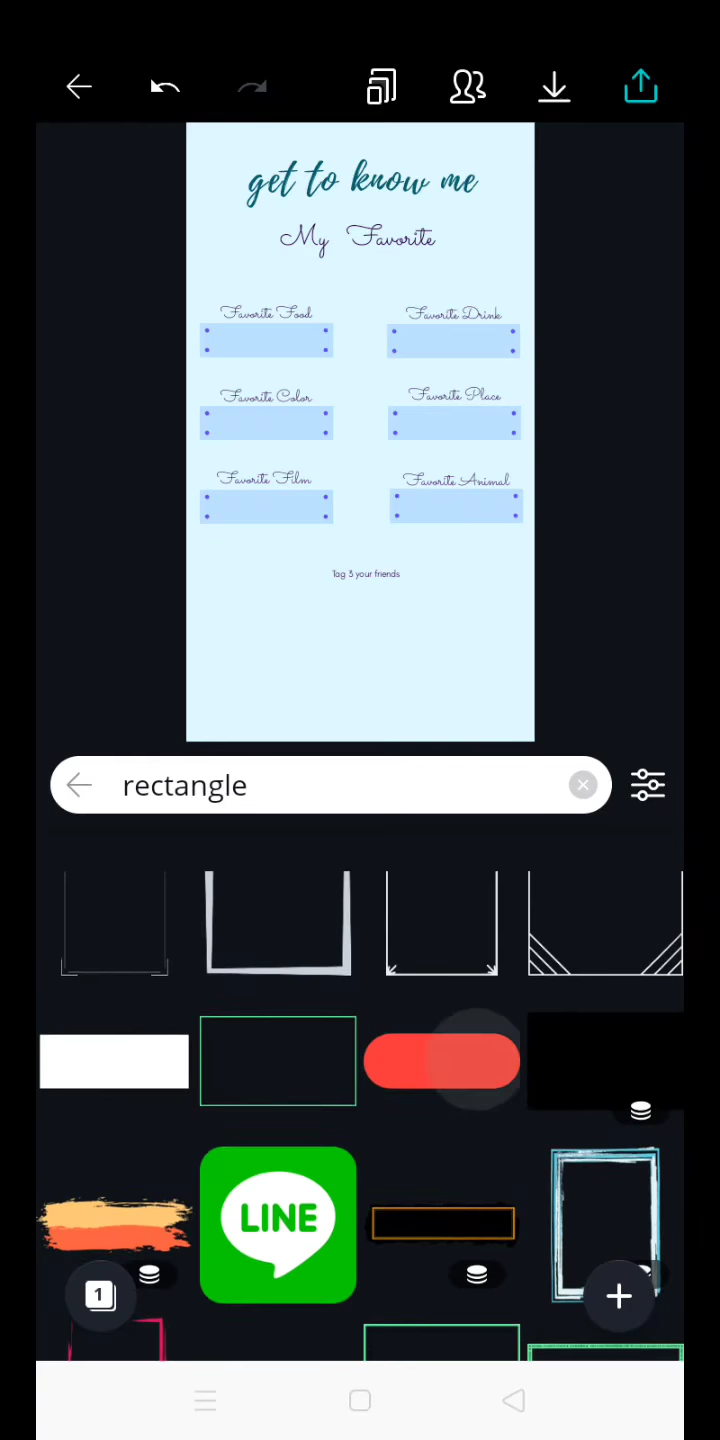 get to know me
My Favorite
Favorite Food Favorite Drink
Favorite Color Favorite Place
Favorite Film Favorite Animal
Tag 3 your friends
rectangle
LINE
1